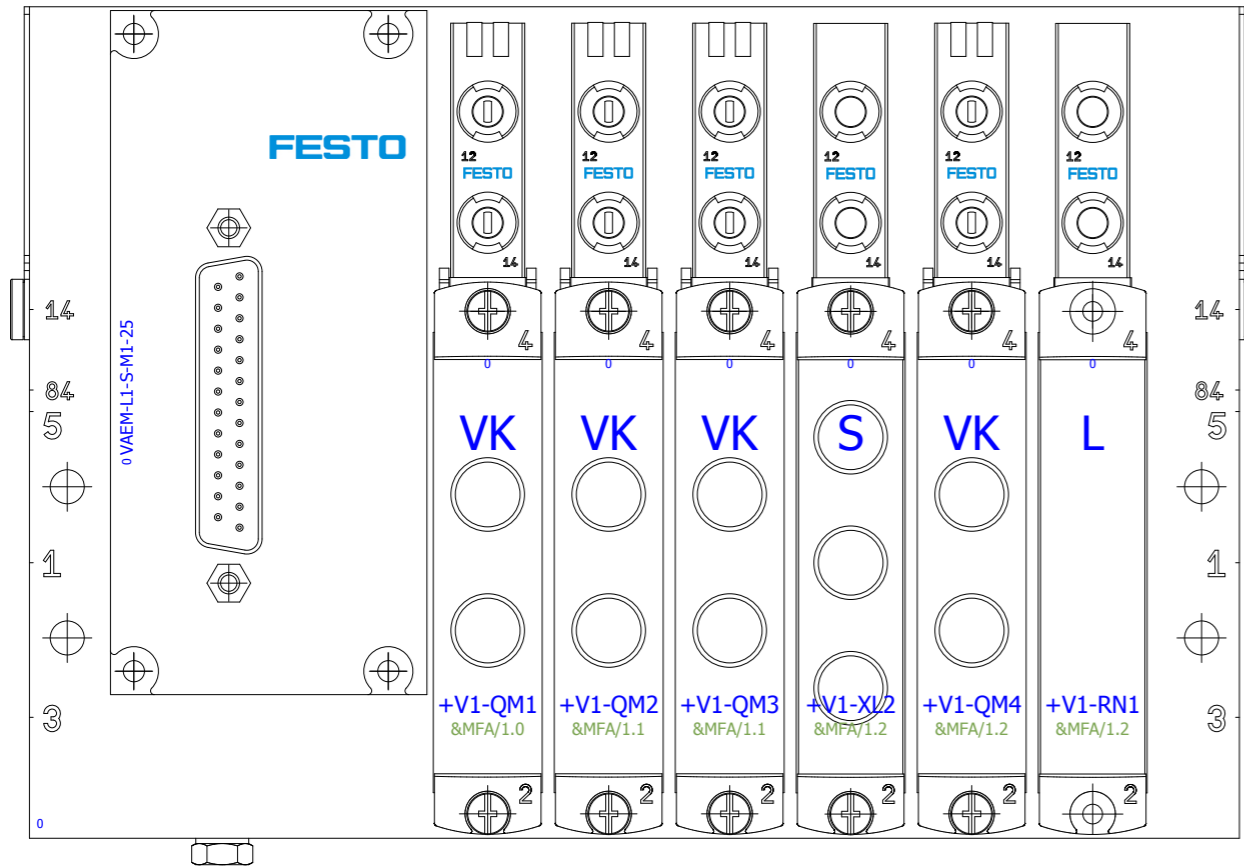 FESTO
0 VAEM-L1-S-M1-25
14
84
5
1
3
0
12
FESTO
14
4
0
VK
+V1-QM1
&MFA/1.0
2
12
FESTO
14
4
0
VK
+V1-QM2
&MFA/1.1
2
12
FESTO
14
4
0
VK
+V1-QM3
&MFA/1.1
2
12
FESTO
14
4
0
S
+V1-XL2
&MFA/1.2
2
12
FESTO
14
4
0
VK
+V1-QM4
&MFA/1.2
2
12
FESTO
14
4
0
L
+V1-RN1
&MFA/1.2
2
14
84
5
1
3